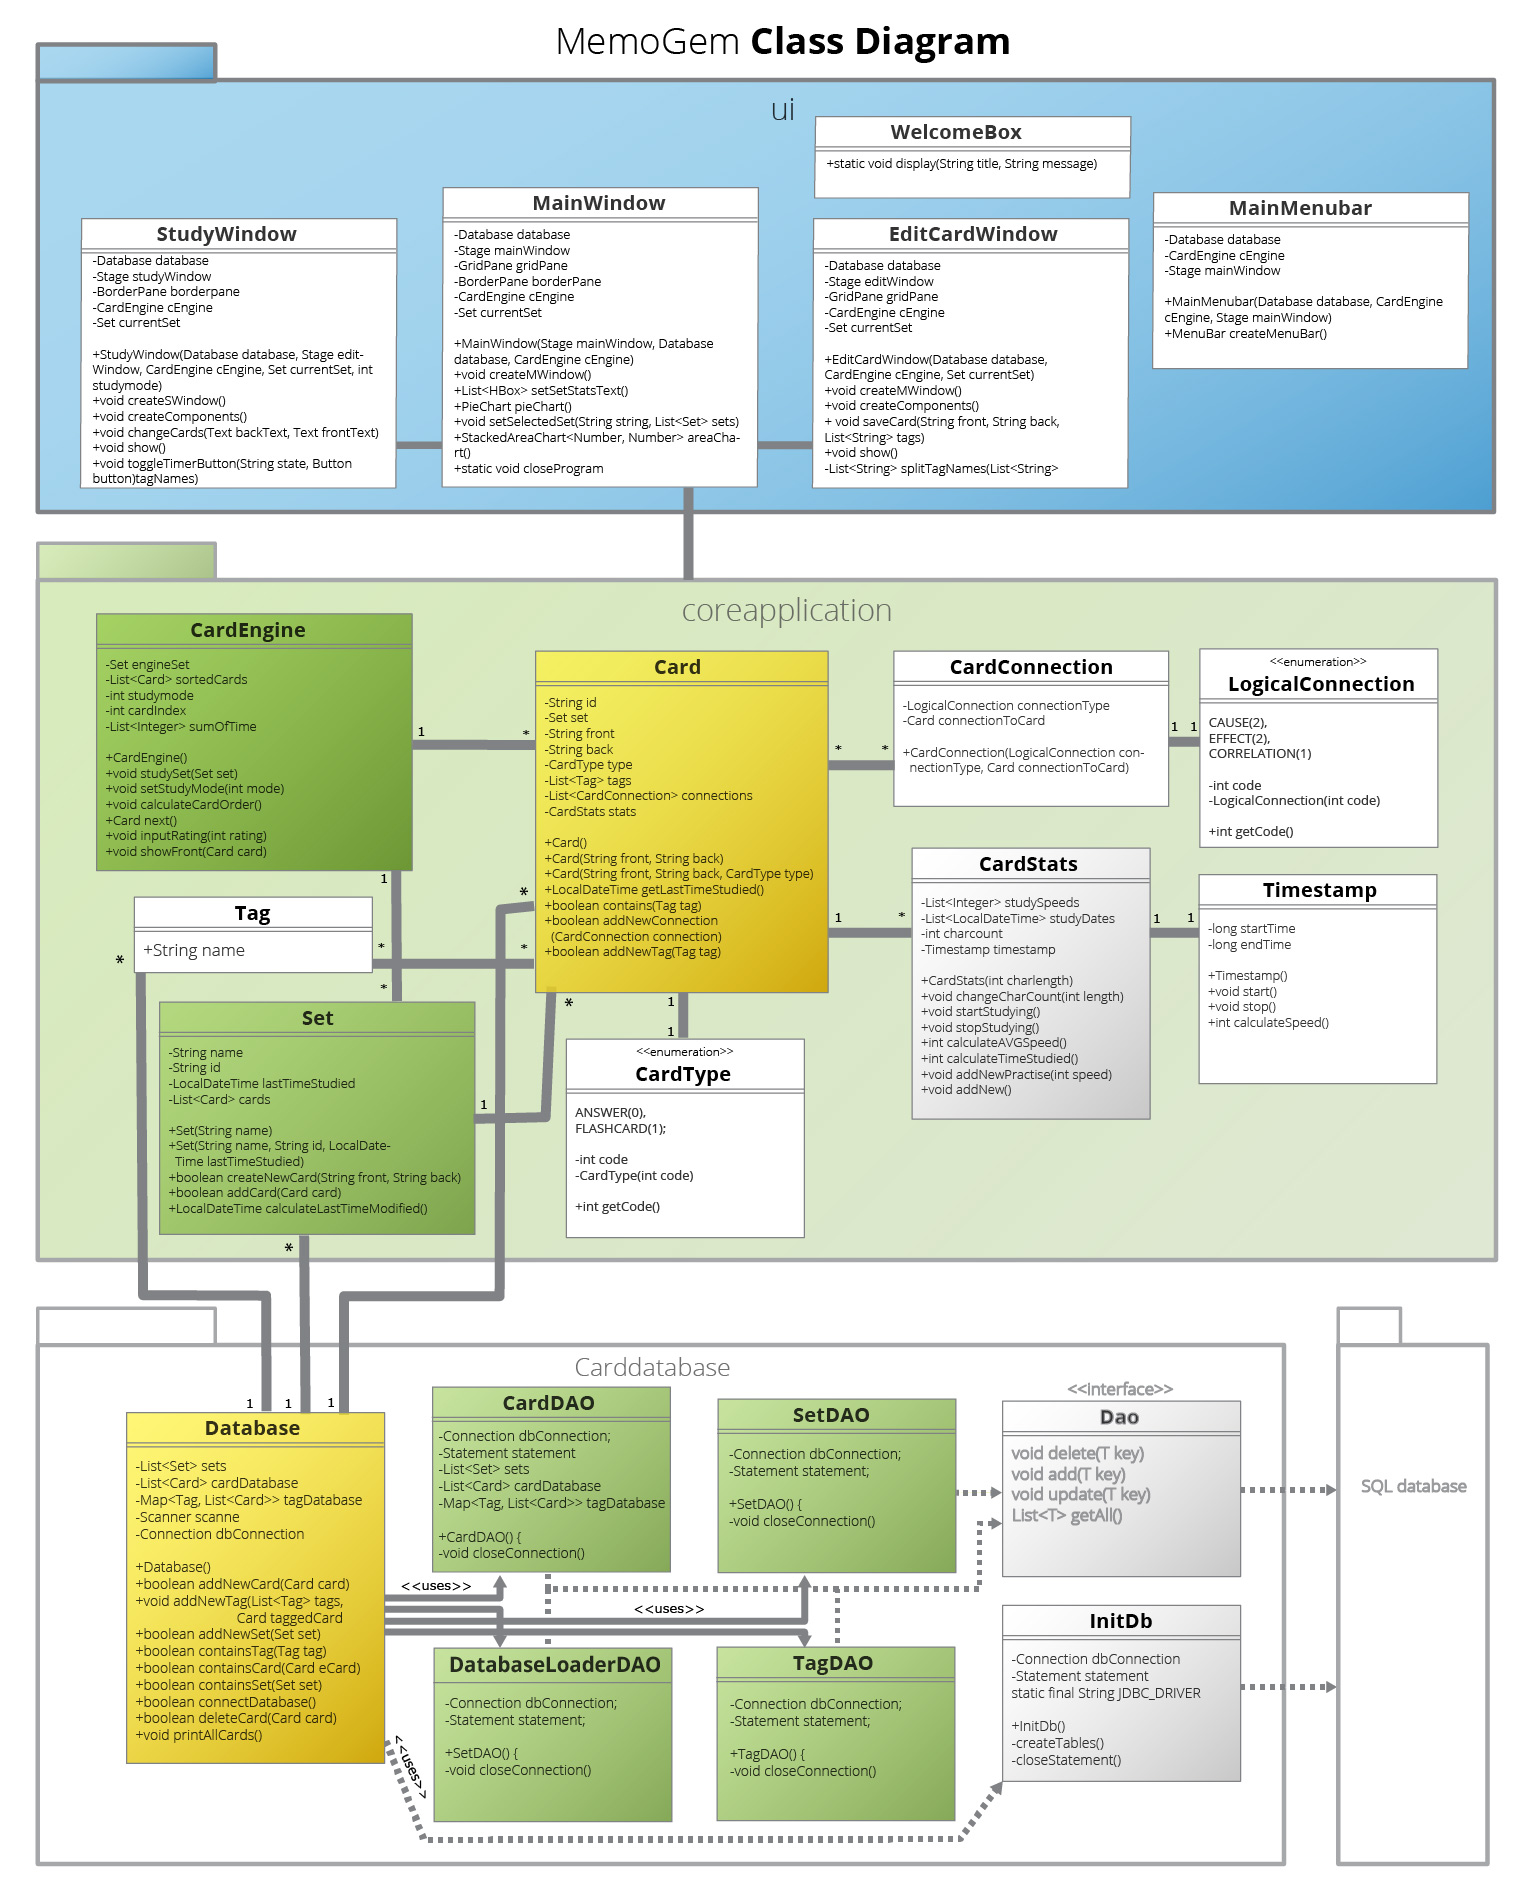 MemoGem Class Diagram
ui
WelcomeBox
+static void display(String title, String message)
StudyWindow
-Database database
-Stage studyWindow
-BorderPane borderpane
-CardEngine cEngine
-Set currentSet
+StudyWindow(Database database, Stage edit-
Window, CardEngine cEngine, Set currentSet, int
studymode)
+void createSWindow()
+void createComponents()
+void changeCards(Text backText, Text frontText)
+void show()
+void toggleTimerButton(String state, Button
button)tagNames)
MainWindow
-Database database
-Stage mainWindow
-GridPane gridPane
-BorderPane borderPane
-CardEngine cEngine
-Set currentSet
+MainWindow(Stage mainWindow, Database
database, CardEngine cEngine)
+void createMWindow()
+List<HBox> setSetStatsText()
+PieChart pieChart()
+void setSelectedSet(String string, List<Set> sets)
+StackedAreaChart<Number, Number> areaCha-
rt()
+static void closeProgram
EditCardWindow
-Database database
-Stage editWindow
-GridPane gridPane
-CardEngine cEngine
-Set currentSet
+EditCardWindow(Database database,
CardEngine cEngine, Set currentSet)
+void createMWindow()
+void createComponents()
+ void saveCard(String front, String back,
List<String> tags)
+void show()
-List<String> splitTagNames(List<String>
MainMenubar
-Database database
-CardEngine cEngine
-Stage mainWindow
+MainMenubar(Database database, CardEngine
cEngine, Stage mainWindow)
+MenuBar createMenuBar()
coreapplication
CardEngine
-Set engineSet
-List<Card> sortedCards
-int studymode
-int cardIndex
-List<Integer> sumOfTime
+CardEngine()
+void studySet(Set set)
+void setStudyMode(int mode)
+void calculateCardOrder()
+Card next()
+void inputRating(int rating)
+void showFront(Card card)
1
*
1
*
Card
-String id
-Set set
-String front
-String back
-CardType type
-List<Tag> tags
-List<CardConnection> connections
-CardStats stats
+Card()
+Card(String front, String back)
+Card(String front, String back, CardType type)
+LocalDateTime getLastTimeStudied()
+boolean contains(Tag tag)
+boolean addNewConnection
(CardConnection connection)
+boolean addNewTag(Tag tag)
*
*
CardConnection
-LogicalConnection connectionType
-Card connectionToCard
+CardConnection(LogicalConnection con-
nectionType, Card connectionToCard)
1 1
<<enumeration>>
LogicalConnection
CAUSE(2),
EFFECT(2),
CORRELATION(1)
-int code
-LogicalConnection(int code)
+int getCode()
1
*
CardStats
-List<Integer> studySpeeds
-List<LocalDateTime> studyDates
-int charcount
-Timestamp timestamp
+CardStats(int charlength)
+void changeCharCount(int length)
+void startStudying()
+void stopStudying()
+int calculateAVGSpeed()
+int calculateTimeStudied()
+void addNewPractise(int speed)
+void addNew()
1
1
Timestamp
-long startTime
-long endTime
+Timestamp()
+void start()
+void stop()
+int calculateSpeed()
Tag
+String name
*
*
*
*
Set
-String name
-String id
-LocalDateTime lastTimeStudied
-List<Card> cards
+Set(String name)
+Set(String name, String id, LocalDate-
Time lastTimeStudied)
+boolean createNewCard(String front, String back)
+boolean addCard(Card card)
+LocalDateTime calculateLastTimeModified()
1
*
*
1
1
<<enumeration>>
CardType
ANSWER(0),
FLASHCARD(1);
-int code
-CardType(int code)
+int getCode()
Carddatabase
1
1
1
Database
-List<Set> sets
-List<Card> cardDatabase
-Map<Tag, List<Card>> tagDatabase
-Scanner scanne
-Connection dbConnection
+Database()
+boolean addNewCard(Card card)
+void addNewTag(List<Tag> tags,
Card taggedCard
+boolean addNewSet(Set set)
+boolean containsTag(Tag tag)
+boolean containsCard(Card eCard)
+boolean containsSet(Set set)
+boolean connectDatabase()
+boolean deleteCard(Card card)
+void printAllCards()
CardDAO
-Connection dbConnection;
-Statement statement
-List<Set> sets
-List<Card> cardDatabase
-Map<Tag, List<Card>> tagDatabase
+CardDAO() {
-void closeConnection()
SetDAO
-Connection dbConnection;
-Statement statement;
+SetDAO() {
-void closeConnection()
<<interface>>
Dao
void delete(T key)
void add(T key)
void update(T key)
List<T> getAll()
SQL database
<<uses>>
<<uses>>
<<uses>>
DatabaseLoaderDAO
-Connection dbConnection;
-Statement statement;
+SetDAO() {
-void closeConnection()
TagDAO
-Connection dbConnection;
-Statement statement;
+TagDAO() {
-void closeConnection()
InitDb
-Connection dbConnection
-Statement statement
static final String JDBC_DRIVER
+InitDb()
-createTables()
-closeStatement()